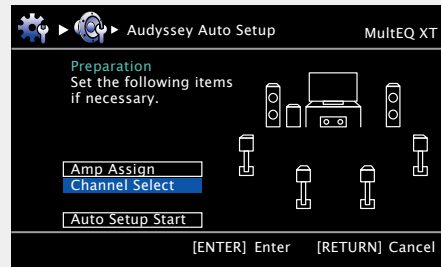 Audyssey Auto Setup
MultEQ XT
Preparation
Set the following items
if necessary.
Amp Assign
Channel Select
Auto Setup Start
[ENTER] Enter [RETURN] Cancel